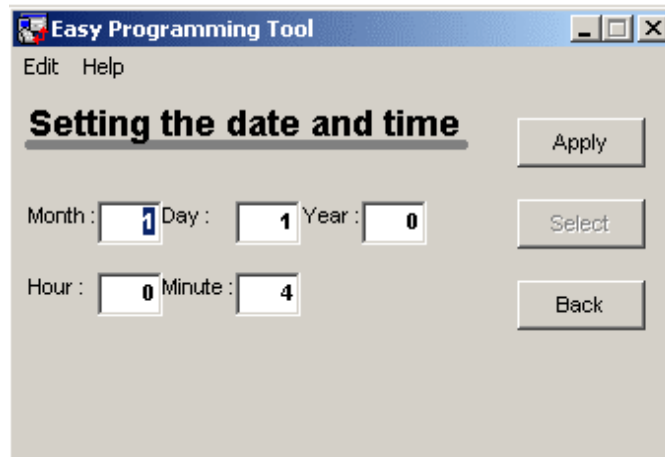 Easy Programming Tool
Edit Help
Setting the date and time
Apply
Month : 1 Day : 1 Year : 0
Select
Hour : 0 Minute : 4
Back